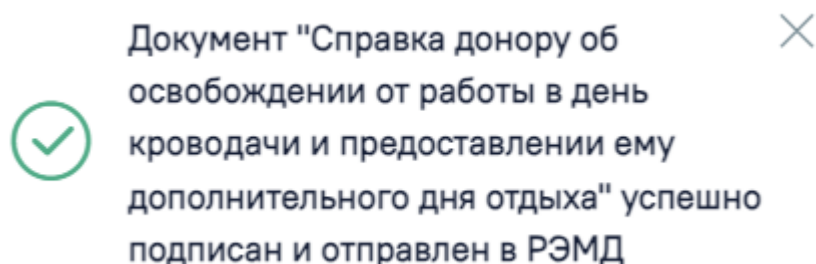 Документ "Справка донору об
освобождении от работы в день
кроводачи и предоставлении ему
дополнительного дня отдыха" успешно
подписан и отправлен в РЭМД